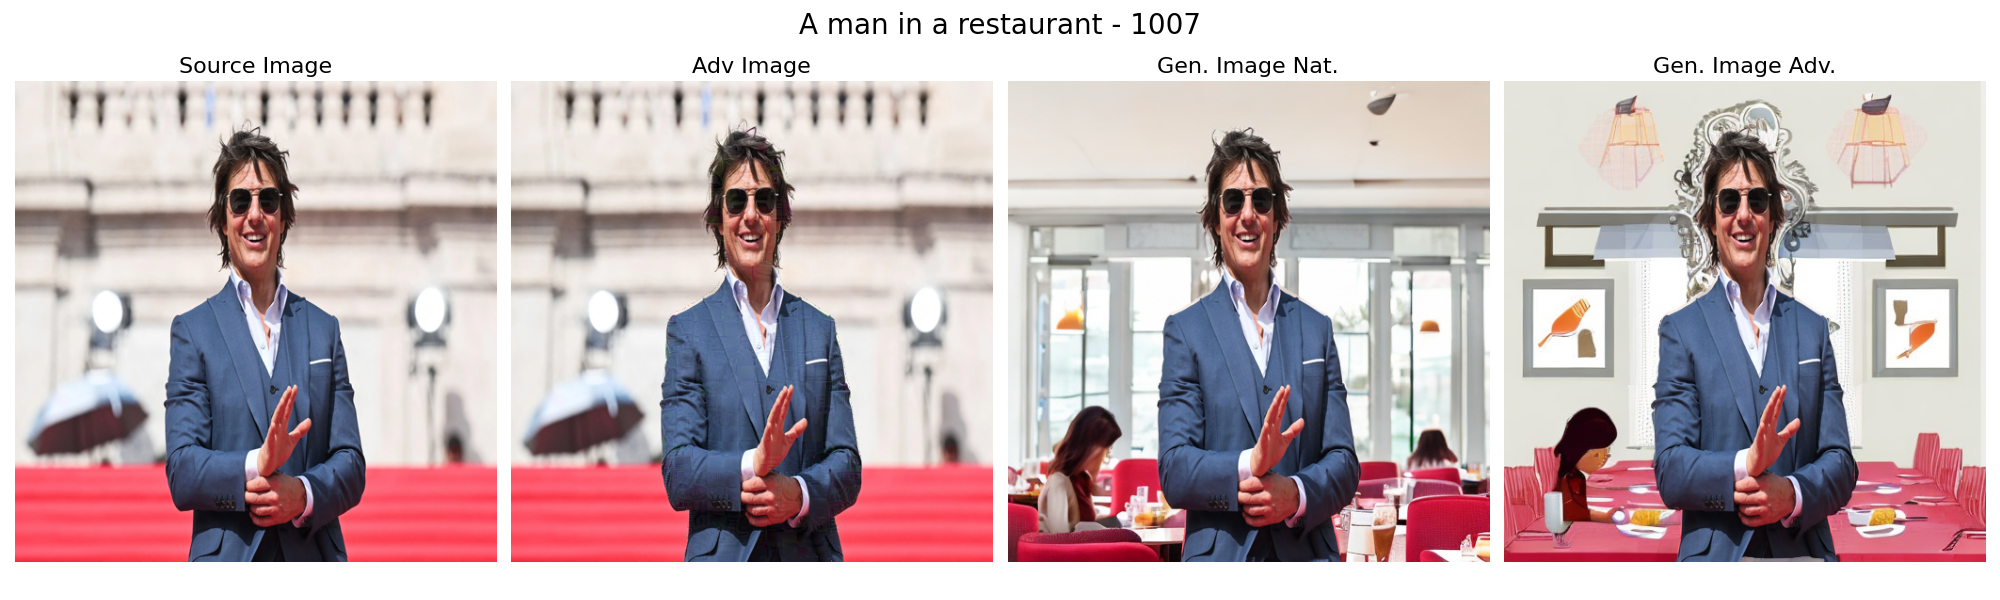 A man in a restaurant - 1007
Source Image
Adv Image
Gen. Image Nat.
Gen. Image Adv.